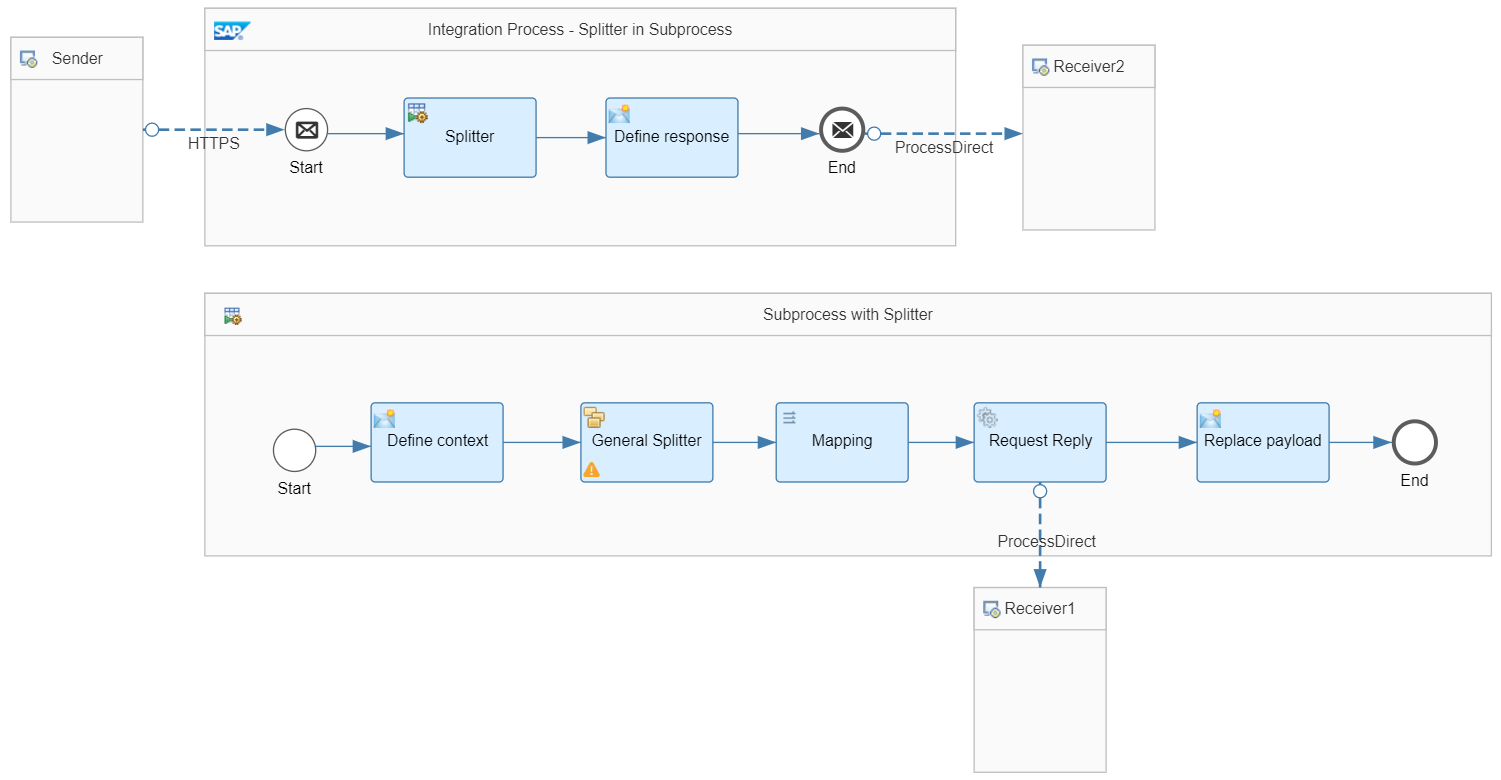 SAP
Integration Process - Splitter in Subprocess
Sender
Receiver2
HTTPS
Start
Splitter
Define response
End
ProcessDirect
Subprocess with Splitter
Start
Define context
General Splitter
Mapping
Request Reply
Replace payload
End
ProcessDirect
Receiver1